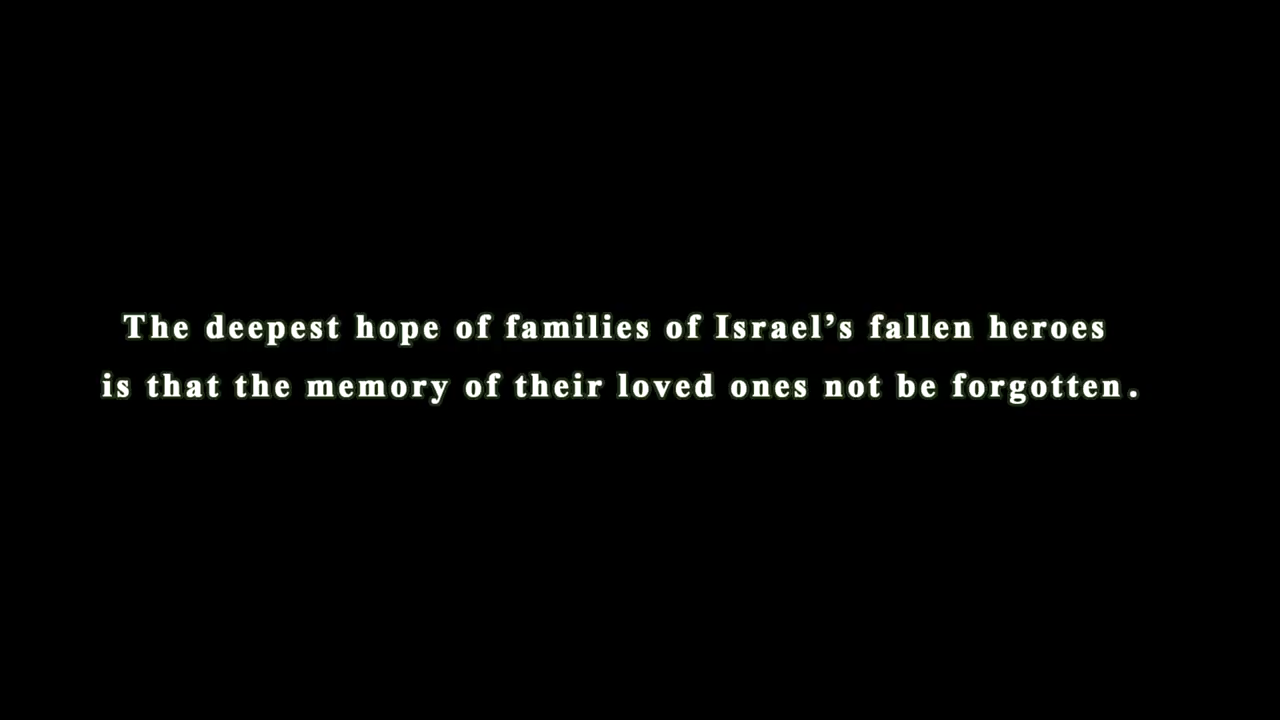 The deepest hope of families of Israel’s fallen heroes
is that the memory of their loved ones not be forgotten.